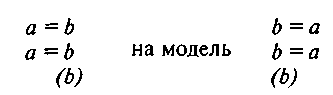 a = b b = a
a = b на модель b = a
(b) (b)